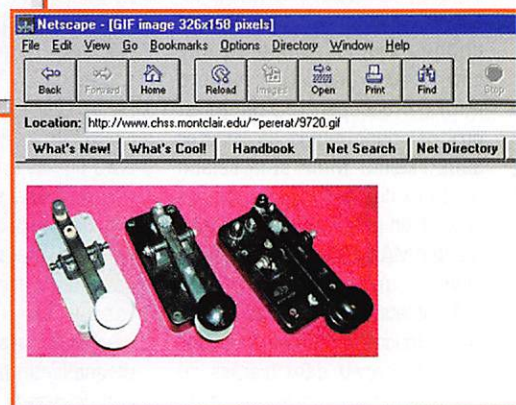 Netscape - [GIF image 326x158 pixels]
File Edit View Go Bookmarks Options Directory Window Help
Back Forward Home Reload Images Open Print Find Stop
Location: http://www.chss.montclair.edu/~pererat/9720.gif
What's New! What's Cool! Handbook Net Search Net Directory